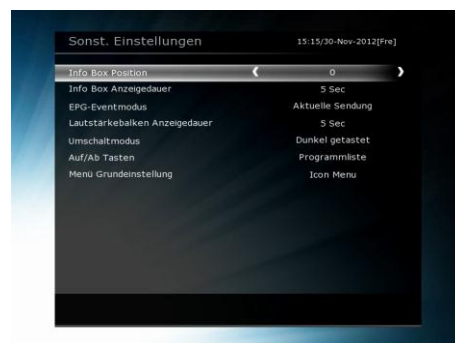 Sonst. Einstellungen 15:15/30-Nov-2012[Fre]
Info Box Position 0
Info Box Anzeigedauer 5 Sec
EPG-Eventmodus Aktuelle Sendung
Lautstärkebalken Anzeigedauer 5 Sec
Umschaltmodus Dunkel getastet
Auf/Ab Tasten Programmliste
Menü Grundeinstellung Icon Menu